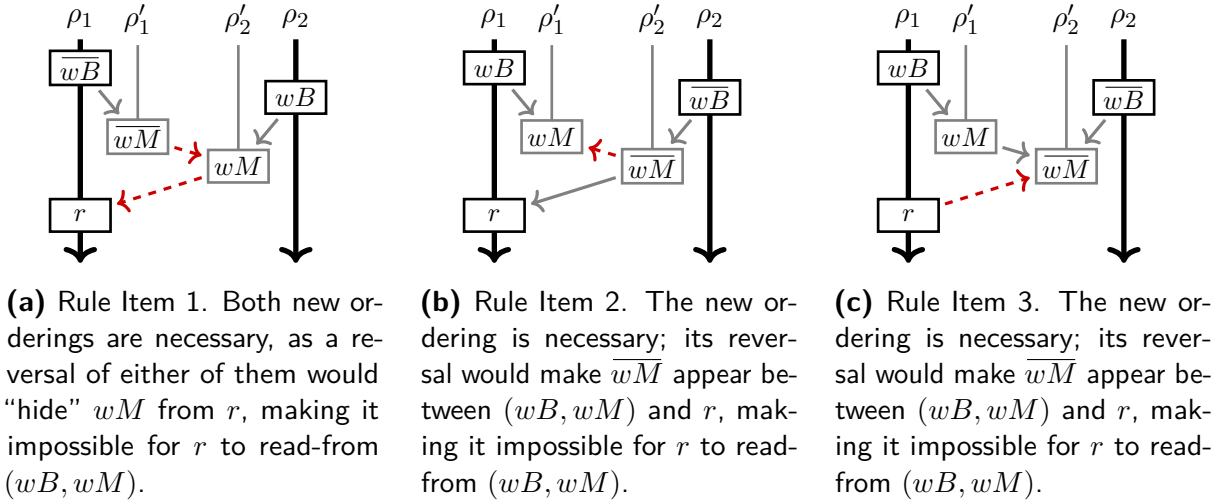 ρ₁ ρ′₁ ρ′₂ ρ₂
w̅B̅
wB
w̅M̅
wM
r
ρ₁ ρ′₁ ρ′₂ ρ₂
wB
w̅B̅
wM
w̅M̅
r
ρ₁ ρ′₁ ρ′₂ ρ₂
wB
w̅B̅
wM
w̅M̅
r
(a) Rule Item 1. Both new or-
derings are necessary, as a re-
versal of either of them would
“hide” wM from r, making it
impossible for r to read-from
(wB, wM).
(b) Rule Item 2. The new or-
dering is necessary; its rever-
sal would make w̅M̅ appear be-
tween (wB, wM) and r, mak-
ing it impossible for r to read-
from (wB, wM).
(c) Rule Item 3. The new or-
dering is necessary; its rever-
sal would make w̅M̅ appear be-
tween (wB, wM) and r, mak-
ing it impossible for r to read-
from (wB, wM).